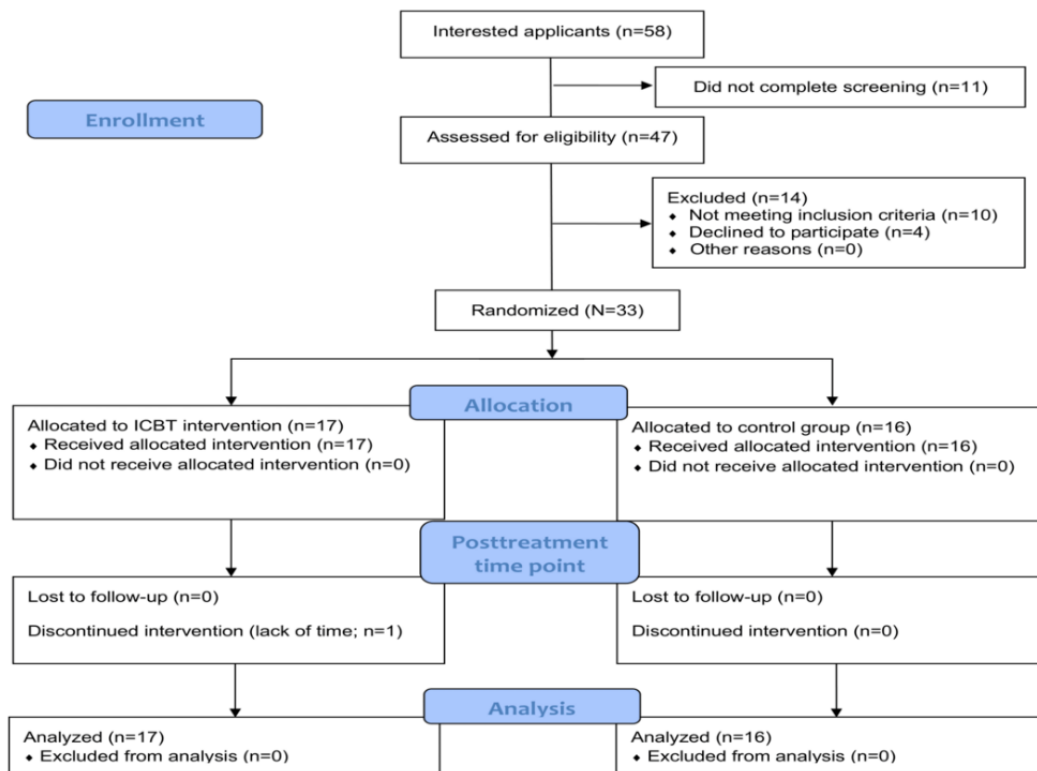 Interested applicants (n=58)
Did not complete screening (n=11)
Enrollment
Assessed for eligibility (n=47)
Excluded (n=14)
⬥ Not meeting inclusion criteria (n=10)
⬥ Declined to participate (n=4)
⬥ Other reasons (n=0)
Randomized (N=33)
Allocation
Allocated to ICBT intervention (n=17)
⬥ Received allocated intervention (n=17)
⬥ Did not receive allocated intervention (n=0)
Allocated to control group (n=16)
⬥ Received allocated intervention (n=16)
⬥ Did not receive allocated intervention (n=0)
Posttreatment
time point
Lost to follow-up (n=0)
Discontinued intervention (lack of time; n=1)
Lost to follow-up (n=0)
Discontinued intervention (n=0)
Analysis
Analyzed (n=17)
⬥ Excluded from analysis (n=0)
Analyzed (n=16)
⬥ Excluded from analysis (n=0)